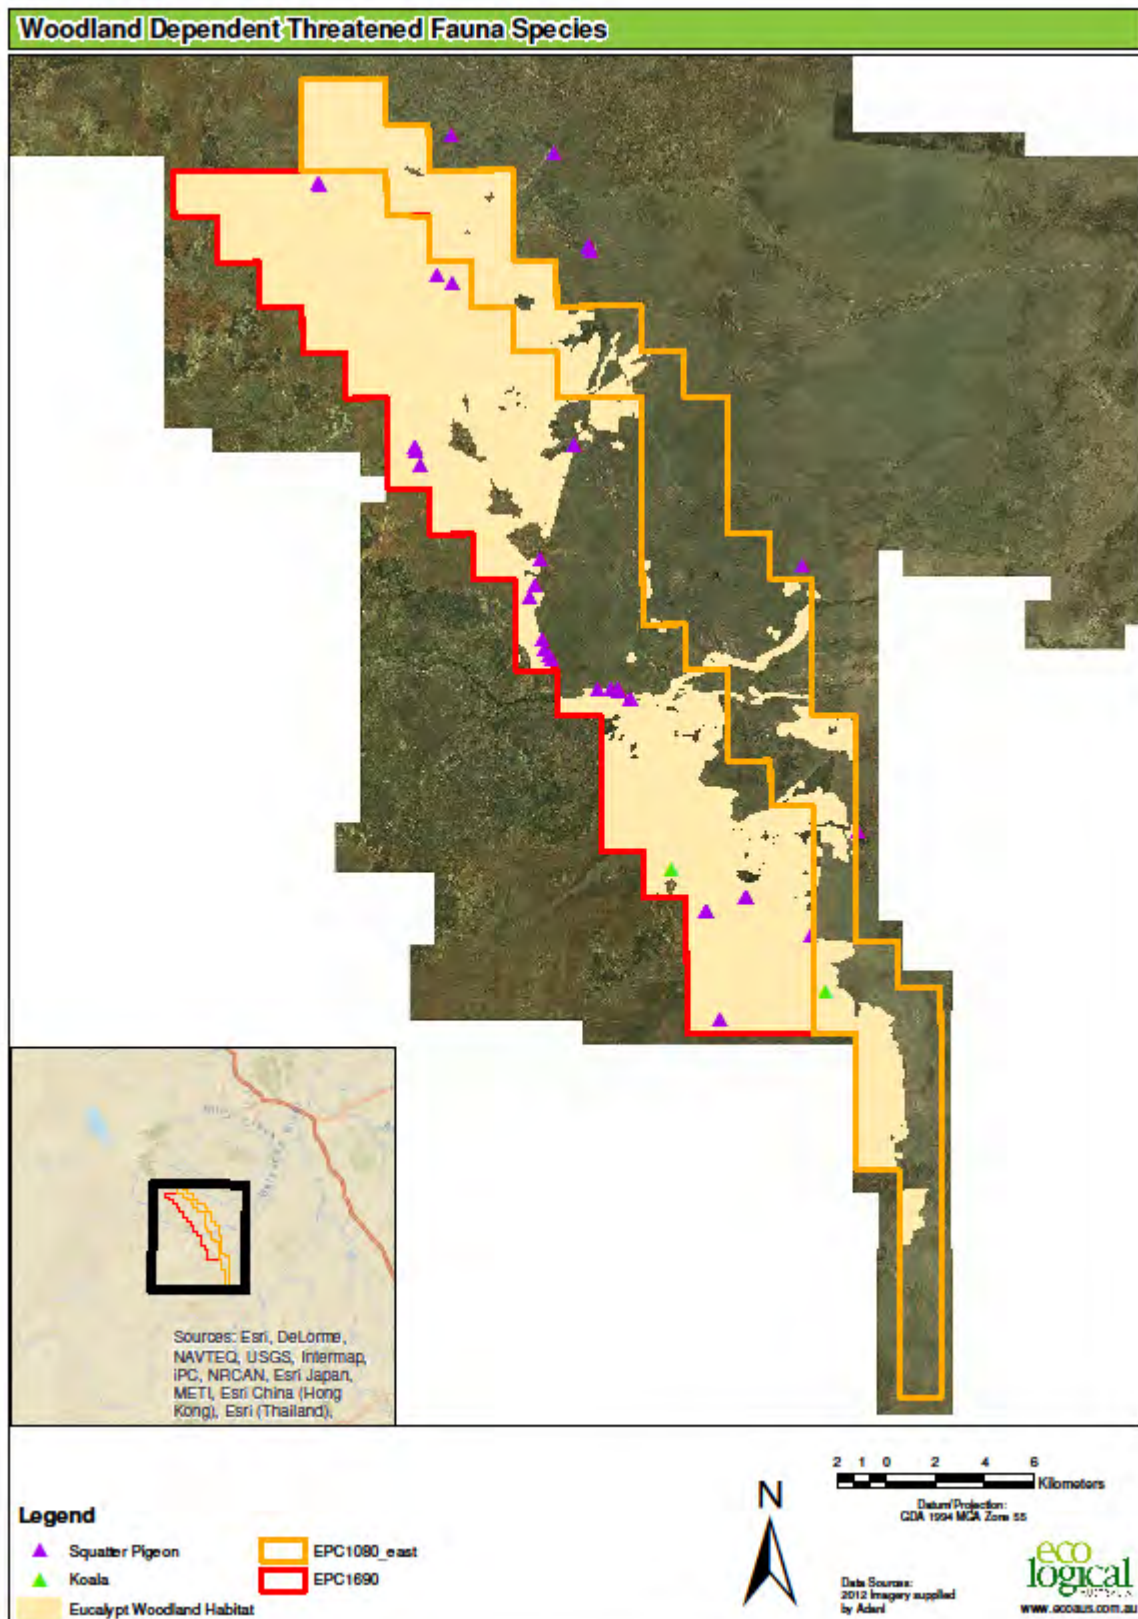 Woodland Dependent Threatened Fauna Species
Sources: Esri, DeLorme,
NAVTEQ, USGS, Intermap,
iPC, NRCAN, Esri Japan,
METI, Esri China (Hong
Kong), Esri (Thailand),
Legend
Squatter Pigeon
Koala
Eucalypt Woodland Habitat
EPC1080_east
EPC1690
N
2 1 0 2 4 6
Kilometers
Datum/Projection:
GDA 1994 MGA Zone 55
Data Sources:
2012 Imagery supplied
by Adani
eco
logical
AUSTRALIA
www.ecoaus.com.au